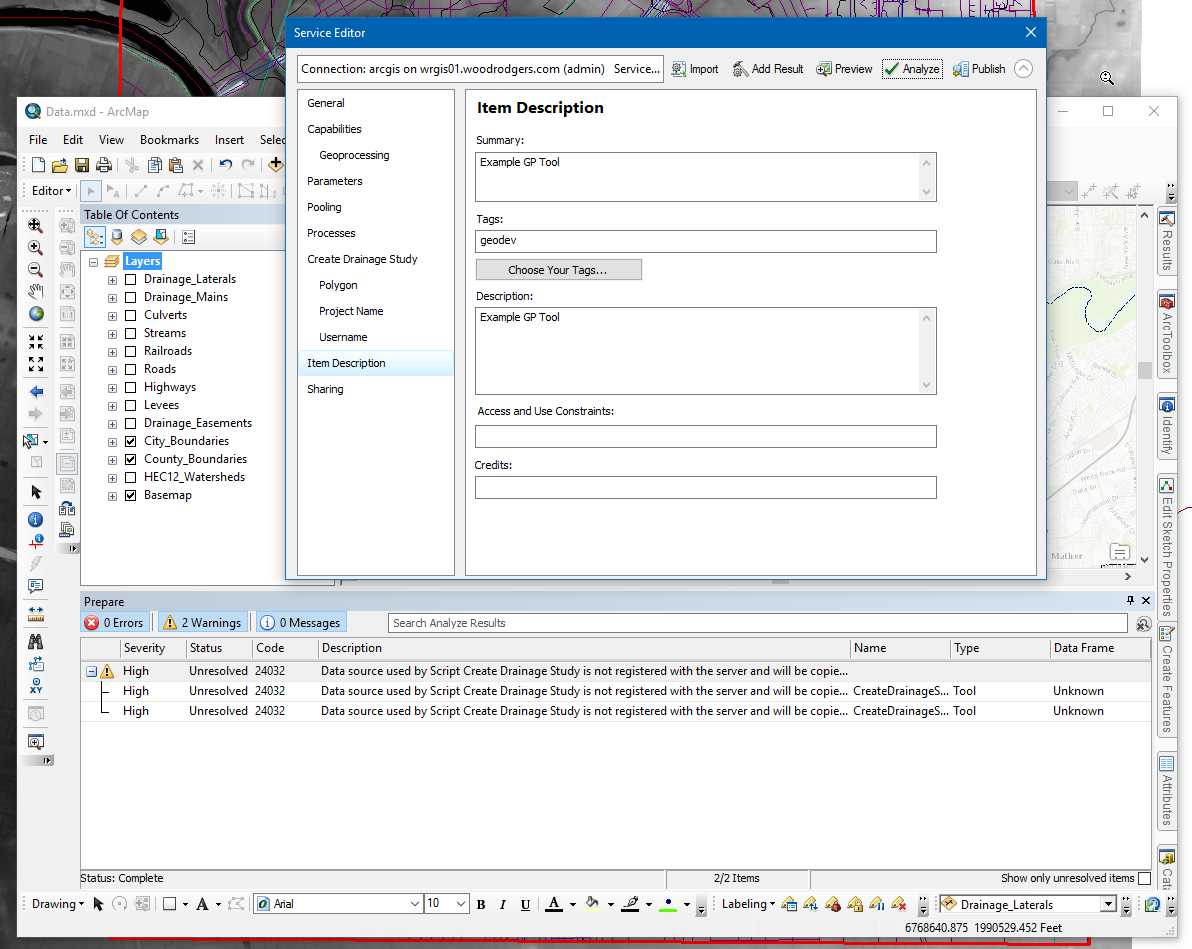 Service Editor
Connection: arcgis on wrgis01.woodrodgers.com (admin) Service...
Import
Add Result
Preview
Analyze
Publish
General
Capabilities
Geoprocessing
Parameters
Pooling
Processes
Create Drainage Study
Polygon
Project Name
Username
Item Description
Sharing
Item Description
Summary:
Example GP Tool
Tags:
geodev
Choose Your Tags...
Description:
Example GP Tool
Access and Use Constraints:
Credits:
Data.mxd - ArcMap
File Edit View Bookmarks Insert Selec
Editor
Table Of Contents
Layers
Drainage_Laterals
Drainage_Mains
Culverts
Streams
Railroads
Roads
Highways
Levees
Drainage_Easements
City_Boundaries
County_Boundaries
HEC12_Watersheds
Basemap
Mather
Results
ArcToolbox
Identify
Edit Sketch Properties
Create Features
Attributes
Cata
Prepare
0 Errors 2 Warnings 0 Messages Search Analyze Results
Severity Status Code Description Name Type Data Frame
High Unresolved 24032 Data source used by Script Create Drainage Study is not registered with the server and will be copie...
High Unresolved 24032 Data source used by Script Create Drainage Study is not registered with the server and will be copie... CreateDrainageS... Tool Unknown
High Unresolved 24032 Data source used by Script Create Drainage Study is not registered with the server and will be copie... CreateDrainageS... Tool Unknown
Status: Complete 2/2 Items Show only unresolved items
Drawing A Arial 10 B I U A Labeling Drainage_Laterals
6768640.875 1990529.452 Feet